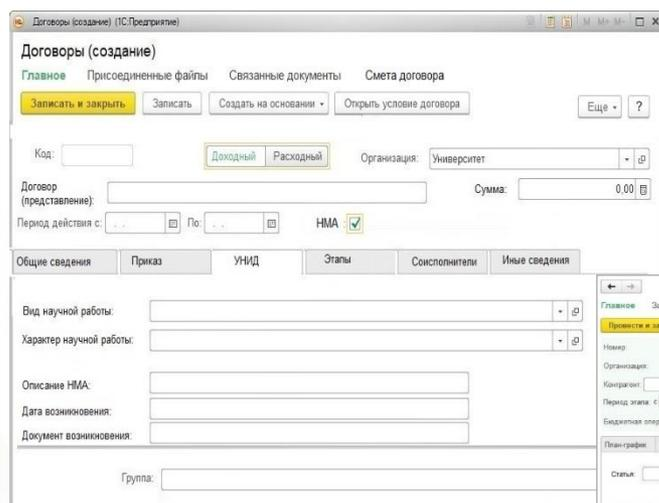 Договоры (создание) (1С:Предприятие)
M M+ M-
Договоры (создание)
Главное Присоединенные файлы Связанные документы Смета договора
Записать и закрыть Записать Создать на основании Открыть условие договора Еще ?
Код: Доходный Расходный Организация: Университет
Договор
(представление): Сумма: 0,00
Период действия с: . . По: . . НМА :
Общие сведения Приказ УНИД Этапы Соисполнители Иные сведения
Вид научной работы:
Характер научной работы:
Описание НМА:
Дата возникновения:
Документ возникновения:
Группа:
Главное
Провести и за
Номер:
Организация:
Контрагент:
Период этапа: с
Бюджетная опер
План-график
Статья: